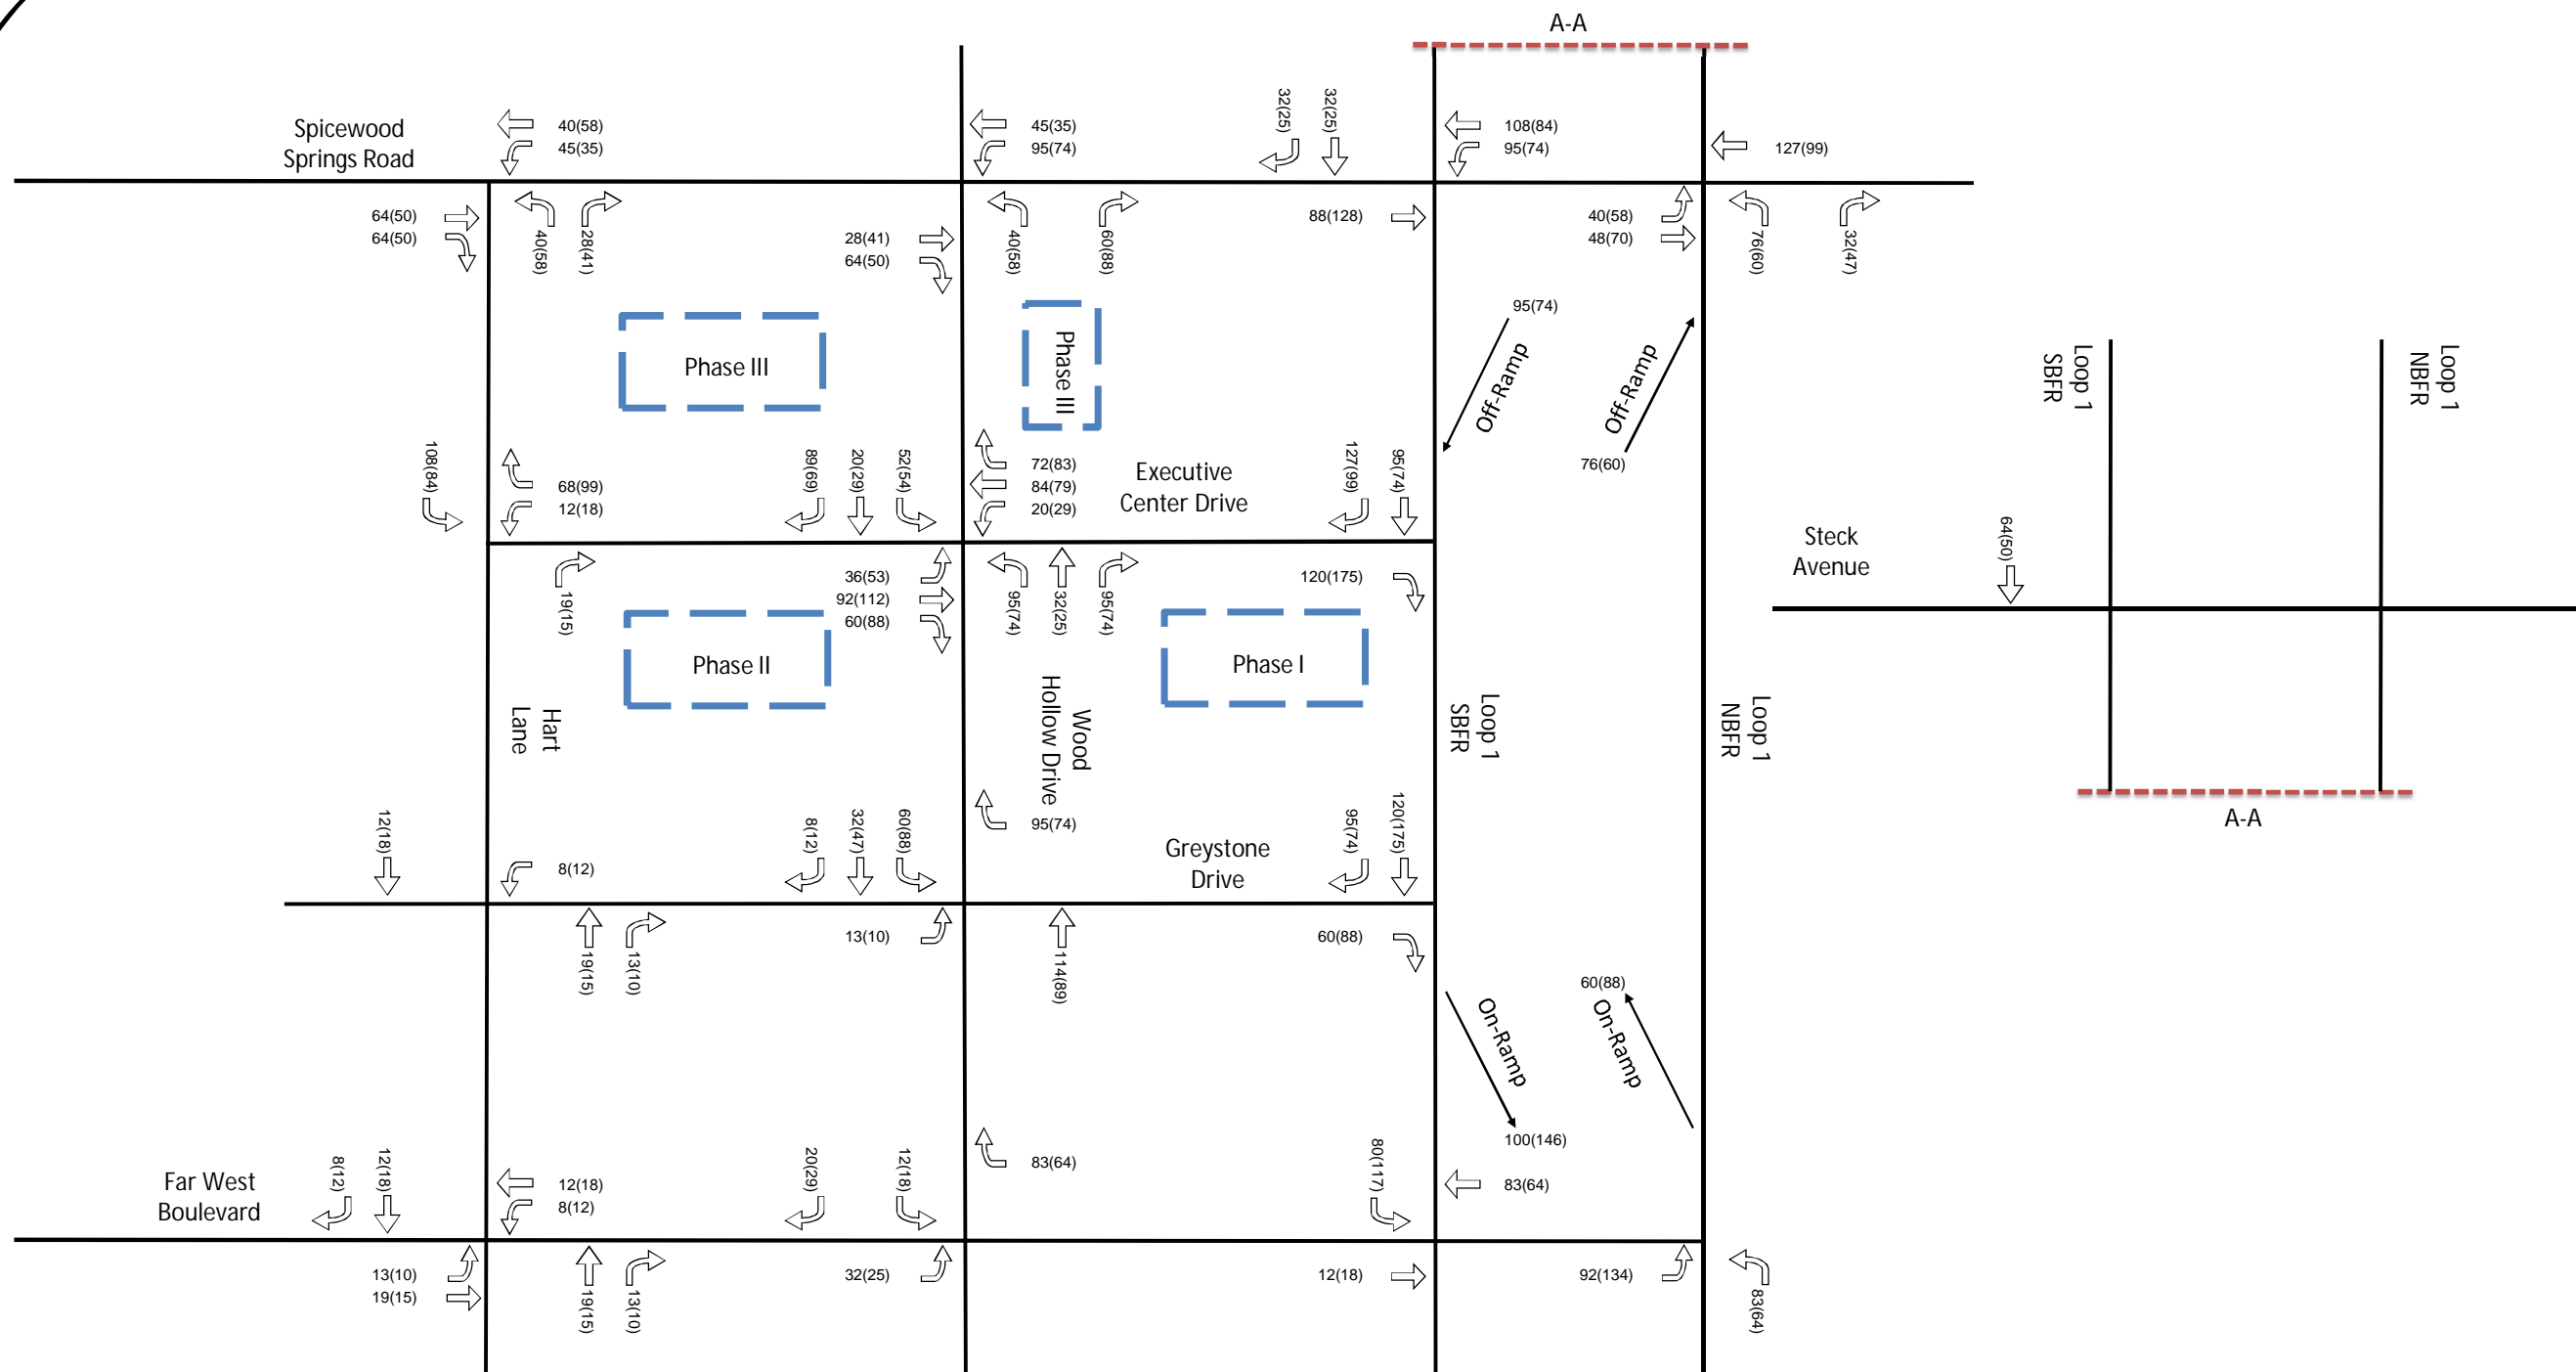 A-A
32(25)
32(25)
Spicewood
Springs Road
40(58)
45(35)
45(35)
95(74)
108(84)
95(74)
127(99)
64(50)
64(50)
40(58)
28(41)
28(41)
64(50)
40(58)
60(88)
88(128)
40(58)
48(70)
76(60)
32(47)
95(74)
Off-Ramp
Off-Ramp
76(60)
Phase III
Phase III
Loop 1
SBFR
Loop 1
NBFR
108(84)
68(99)
12(18)
89(69)
20(29)
52(54)
72(83)
84(79)
20(29)
Executive
Center Drive
127(99)
95(74)
Steck
Avenue
64(50)
19(15)
36(53)
92(112)
60(88)
95(74)
32(25)
95(74)
120(175)
Phase II
Phase I
Hart
Lane
Wood
Hollow Drive
Loop 1
SBFR
Loop 1
NBFR
A-A
12(18)
8(12)
8(12)
32(47)
60(88)
95(74)
Greystone
Drive
95(74)
120(175)
19(15)
13(10)
13(10)
114(89)
60(88)
60(88)
On-Ramp
On-Ramp
100(146)
Far West
Boulevard
8(12)
12(18)
12(18)
8(12)
20(29)
12(18)
83(64)
80(117)
83(64)
13(10)
19(15)
19(15)
13(10)
32(25)
12(18)
92(134)
83(64)